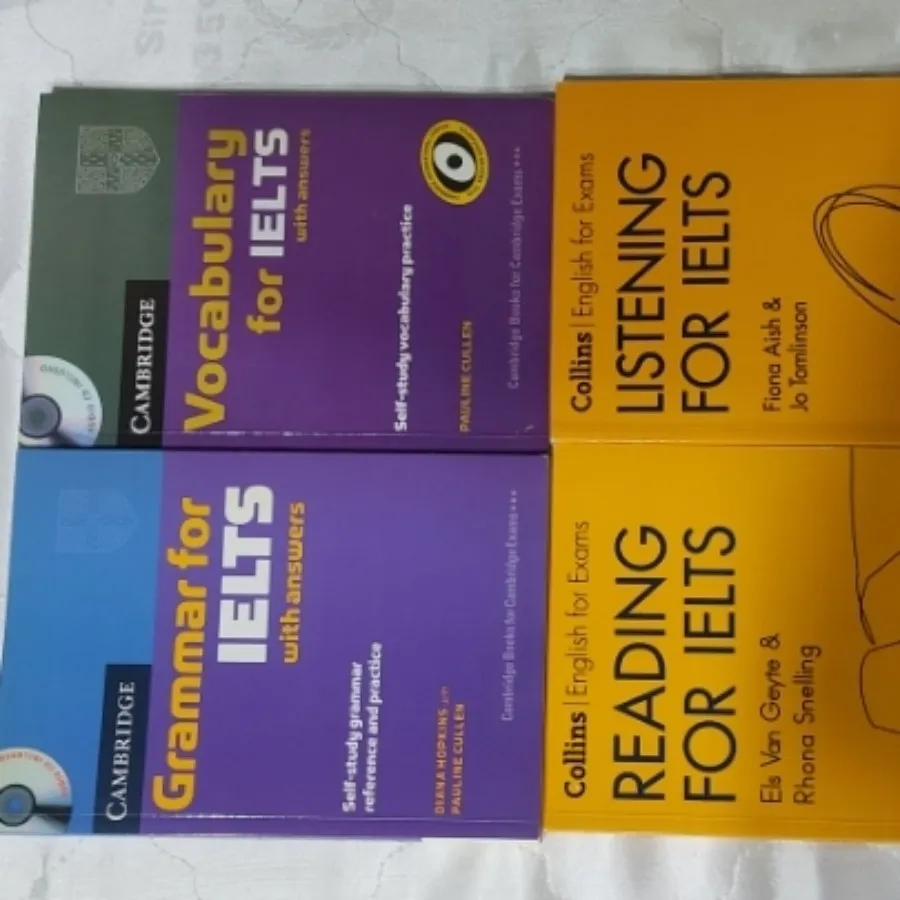 CAMBRIDGE
Vocabulary
for IELTS
with answers
Self-study vocabulary practice
PAULINE CULLEN
Cambridge Books for Cambridge Exams
Collins | English for Exams
LISTENING
FOR IELTS
Fiona Aish &
Jo Tomlinson
CAMBRIDGE
Grammar for
IELTS
with answers
Self-study grammar
reference and practice
DIANA HOPKINS with
PAULINE CULLEN
Cambridge Books for Cambridge Exams
Collins | English for Exams
READING
FOR IELTS
Els Van Geyte &
Rhona Snelling